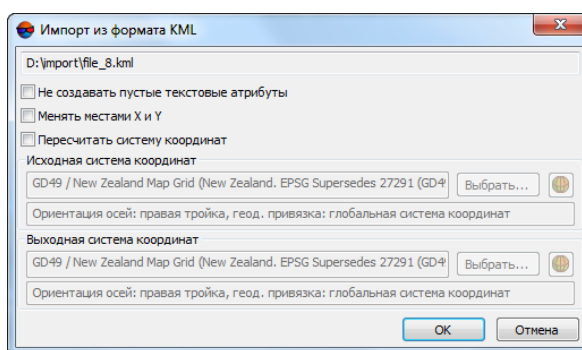 Импорт из формата KML
D:\import\file_8.kml
Не создавать пустые текстовые атрибуты
Менять местами X и Y
Пересчитать систему координат
Исходная система координат
GD49 / New Zealand Map Grid (New Zealand. EPSG Supersedes 27291 (GD4
Выбрать...
Ориентация осей: правая тройка, геод. привязка: глобальная система координат
Выходная система координат
GD49 / New Zealand Map Grid (New Zealand. EPSG Supersedes 27291 (GD4
Выбрать...
Ориентация осей: правая тройка, геод. привязка: глобальная система координат
OK
Отмена